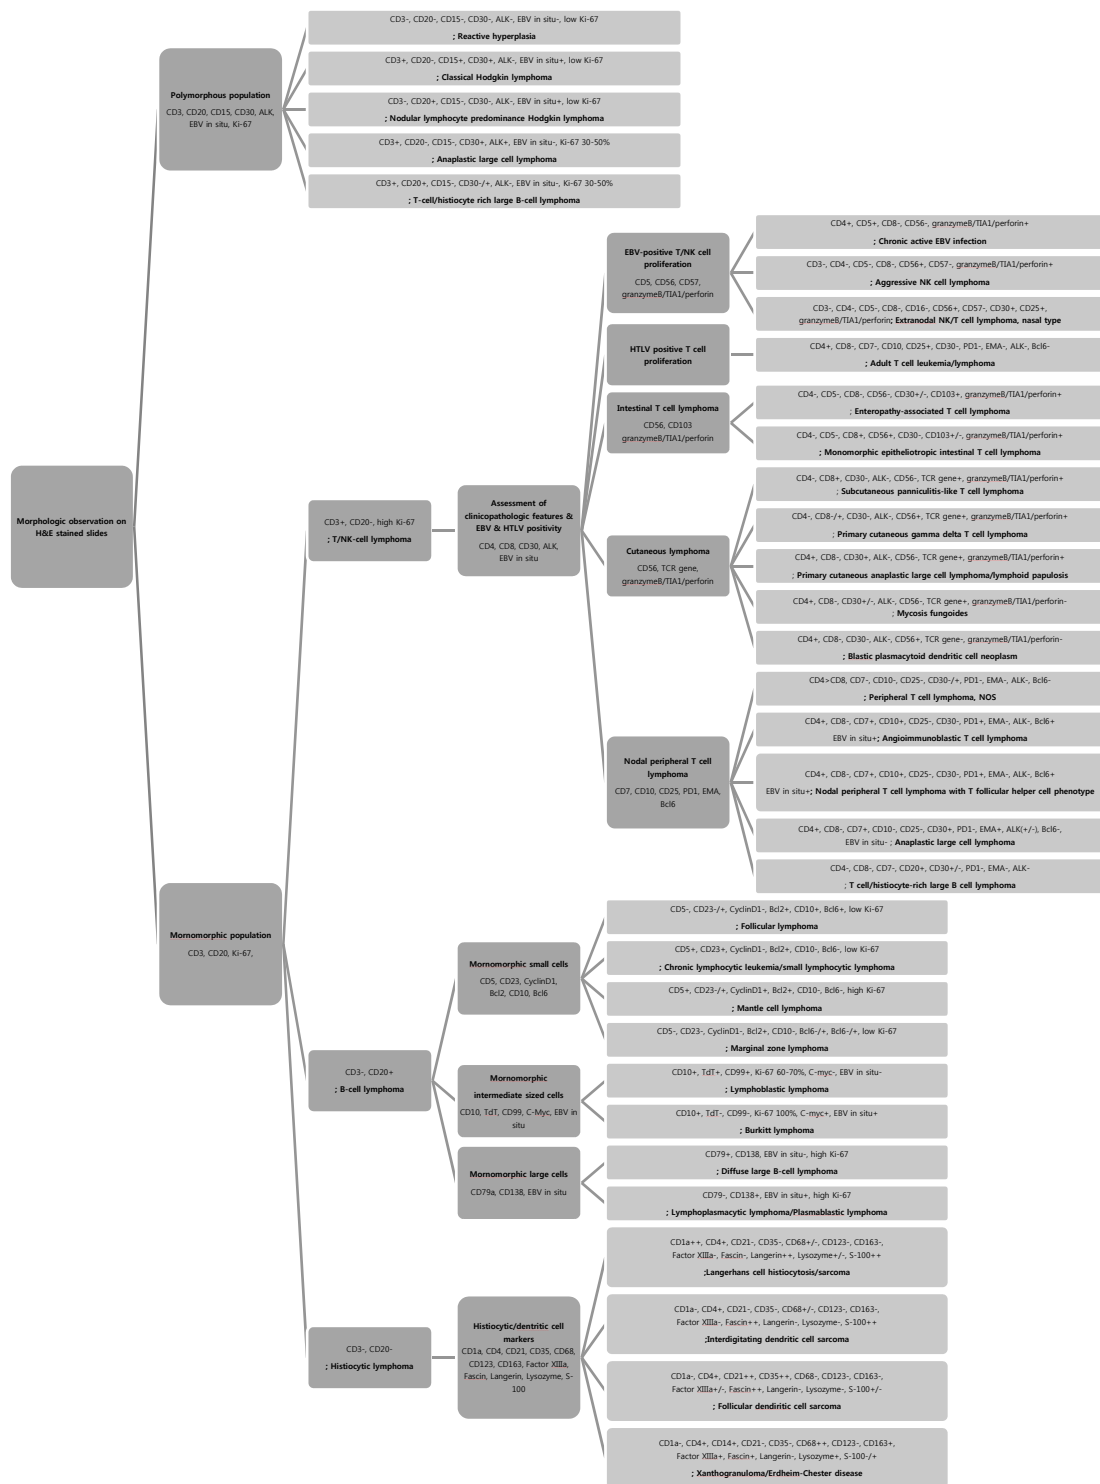 Morphologic observation on
H&E stained slides
Polymorphous population
CD3, CD20, CD15, CD30, ALK,
EBV in situ, Ki-67
CD3-, CD20-, CD15-, CD30-, ALK-, EBV in situ-, low Ki-67
; Reactive hyperplasia
CD3+, CD20-, CD15+, CD30+, ALK-, EBV in situ+, low Ki-67
; Classical Hodgkin lymphoma
CD3-, CD20+, CD15-, CD30-, ALK-, EBV in situ+, low Ki-67
; Nodular lymphocyte predominance Hodgkin lymphoma
CD3+, CD20-, CD15-, CD30+, ALK+, EBV in situ-, Ki-67 30-50%
; Anaplastic large cell lymphoma
CD3+, CD20+, CD15-, CD30-/+, ALK-, EBV in situ-, Ki-67 30-50%
; T-cell/histiocyte rich large B-cell lymphoma
Mornomorphic population
CD3, CD20, Ki-67,
CD3+, CD20-, high Ki-67
; T/NK-cell lymphoma
Assessment of
clinicopathologic features &
EBV & HTLV positivity
CD4, CD8, CD30, ALK,
EBV in situ
EBV-positive T/NK cell
proliferation
CD5, CD56, CD57,
granzymeB/TIA1/perforin
CD4+, CD5+, CD8-, CD56-, granzymeB/TIA1/perforin+
; Chronic active EBV infection
CD3-, CD4-, CD5-, CD8-, CD56+, CD57-, granzymeB/TIA1/perforin+
; Aggressive NK cell lymphoma
CD3-, CD4-, CD5-, CD8-, CD16-, CD56+, CD57-, CD30+, CD25+,
granzymeB/TIA1/perforin; Extranodal NK/T cell lymphoma, nasal type
HTLV positive T cell
proliferation
CD4+, CD8-, CD7-, CD10, CD25+, CD30-, PD1-, EMA-, ALK-, Bcl6-
; Adult T cell leukemia/lymphoma
Intestinal T cell lymphoma
CD56, CD103
granzymeB/TIA1/perforin
CD4-, CD5-, CD8-, CD56-, CD30+/-, CD103+, granzymeB/TIA1/perforin+
; Enteropathy-associated T cell lymphoma
CD4-, CD5-, CD8+, CD56+, CD30-, CD103+/-, granzymeB/TIA1/perforin+
; Monomorphic epitheliotropic intestinal T cell lymphoma
Cutaneous lymphoma
CD56, TCR gene,
granzymeB/TIA1/perforin
CD4-, CD8+, CD30-, ALK-, CD56-, TCR gene+, granzymeB/TIA1/perforin+
; Subcutaneous panniculitis-like T cell lymphoma
CD4-, CD8-/+, CD30-, ALK-, CD56+, TCR gene+, granzymeB/TIA1/perforin+
; Primary cutaneous gamma delta T cell lymphoma
CD4+, CD8-, CD30+, ALK-, CD56-, TCR gene+, granzymeB/TIA1/perforin+
; Primary cutaneous anaplastic large cell lymphoma/lymphoid papulosis
CD4+, CD8-, CD30+/-, ALK-, CD56-, TCR gene+, granzymeB/TIA1/perforin-
; Mycosis fungoides
CD4+, CD8-, CD30-, ALK-, CD56+, TCR gene-, granzymeB/TIA1/perforin-
; Blastic plasmacytoid dendritic cell neoplasm
Nodal peripheral T cell
lymphoma
CD7, CD10, CD25, PD1, EMA,
Bcl6
CD4>CD8, CD7-, CD10-, CD25-, CD30-/+, PD1-, EMA-, ALK-, Bcl6-
; Peripheral T cell lymphoma, NOS
CD4+, CD8-, CD7+, CD10+, CD25-, CD30-, PD1+, EMA-, ALK-, Bcl6+
EBV in situ+; Angioimmunoblastic T cell lymphoma
CD4+, CD8-, CD7+, CD10+, CD25-, CD30-, PD1+, EMA-, ALK-, Bcl6+
EBV in situ+; Nodal peripheral T cell lymphoma with T follicular helper cell phenotype
CD4+, CD8-, CD7+, CD10-, CD25-, CD30+, PD1-, EMA+, ALK(+/-), Bcl6-,
EBV in situ- ; Anaplastic large cell lymphoma
CD4-, CD8-, CD7-, CD20+, CD30+/-, PD1-, EMA-, ALK-
; T cell/histiocyte-rich large B cell lymphoma
CD3-, CD20+
; B-cell lymphoma
Mornomorphic small cells
CD5, CD23, CyclinD1,
Bcl2, CD10, Bcl6
CD5-, CD23-/+, CyclinD1-, Bcl2+, CD10+, Bcl6+, low Ki-67
; Follicular lymphoma
CD5+, CD23+, CyclinD1-, Bcl2+, CD10-, Bcl6-, low Ki-67
; Chronic lymphocytic leukemia/small lymphocytic lymphoma
CD5+, CD23-/+, CyclinD1+, Bcl2+, CD10-, Bcl6-, high Ki-67
; Mantle cell lymphoma
CD5-, CD23-, CyclinD1-, Bcl2+, CD10-, Bcl6-/+, Bcl6-/+, low Ki-67
; Marginal zone lymphoma
Mornomorphic
intermediate sized cells
CD10, TdT, CD99, C-Myc, EBV in
situ
CD10+, TdT+, CD99+, Ki-67 60-70%, C-myc-, EBV in situ-
; Lymphoblastic lymphoma
CD10+, TdT-, CD99-, Ki-67 100%, C-myc+, EBV in situ+
; Burkitt lymphoma
Mornomorphic large cells
CD79a, CD138, EBV in situ
CD79+, CD138, EBV in situ-, high Ki-67
; Diffuse large B-cell lymphoma
CD79-, CD138+, EBV in situ+, high Ki-67
; Lymphoplasmacytic lymphoma/Plasmablastic lymphoma
CD3-, CD20-
; Histiocytic lymphoma
Histiocytic/dentritic cell
markers
CD1a, CD4, CD21, CD35, CD68,
CD123, CD163, Factor XIIIa,
Fascin, Langerin, Lysozyme, S-
100
CD1a++, CD4+, CD21-, CD35-, CD68+/-, CD123-, CD163-,
Factor XIIIa-, Fascin-, Langerin++, Lysozyme+/-, S-100++
;Langerhans cell histiocytosis/sarcoma
CD1a-, CD4+, CD21-, CD35-, CD68+/-, CD123-, CD163-,
Factor XIIIa-, Fascin++, Langerin-, Lysozyme-, S-100++
;Interdigitating dendritic cell sarcoma
CD1a-, CD4+, CD21++, CD35++, CD68-, CD123-, CD163-,
Factor XIIIa+/-, Fascin++, Langerin-, Lysozyme-, S-100+/-
; Follicular dendiritic cell sarcoma
CD1a-, CD4+, CD14+, CD21-, CD35-, CD68++, CD123-, CD163+,
Factor XIIIa+, Fascin+, Langerin-, Lysozyme+, S-100-/+
; Xanthogranuloma/Erdheim-Chester disease